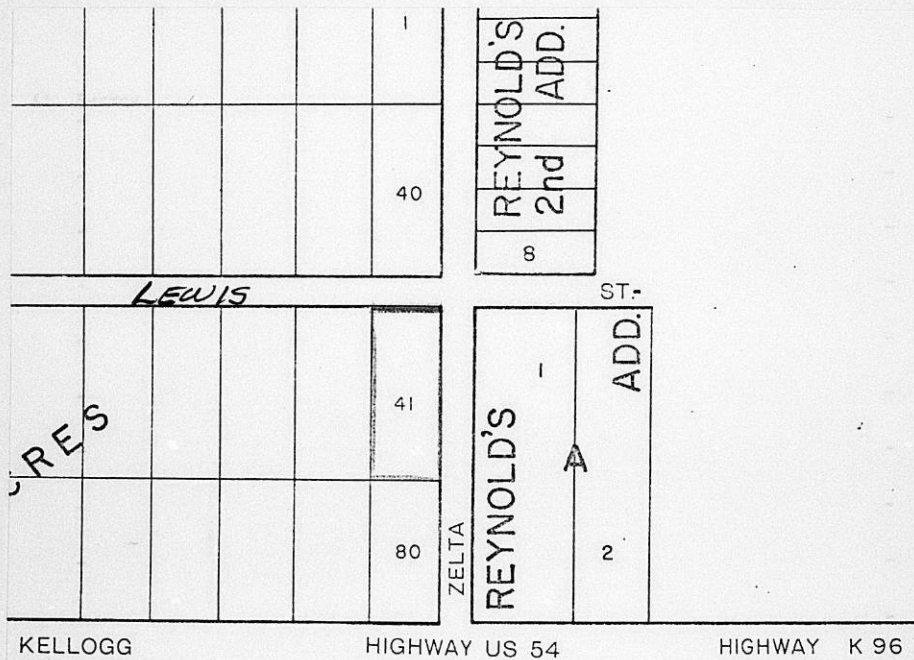 1
REYNOLD'S
2nd ADD.
40
8
LEWIS
ST.
1
ADD.
41
RES
REYNOLD'S
A
ZELTA
80
2
KELLOGG
HIGHWAY US 54
HIGHWAY K 96